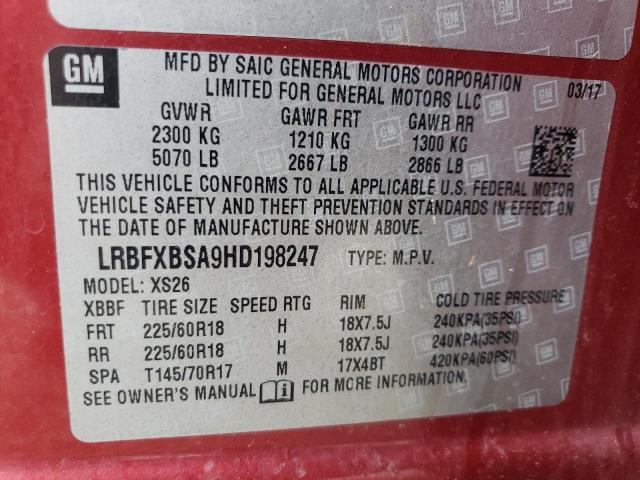 GM
MFD BY SAIC GENERAL MOTORS CORPORATION
LIMITED FOR GENERAL MOTORS LLC
03/17
GVWR GAWR FRT GAWR RR
2300 KG 1210 KG 1300 KG
5070 LB 2667 LB 2866 LB
THIS VEHICLE CONFORMS TO ALL APPLICABLE U.S. FEDERAL MOTOR
VEHICLE SAFETY AND THEFT PREVENTION STANDARDS IN EFFECT ON
THE DATE OF MANUFACTURE SHOWN ABOVE.
LRBFXBSA9HD198247 TYPE: M.P.V.
MODEL: XS26
XBBF TIRE SIZE SPEED RTG RIM COLD TIRE PRESSURE
FRT 225/60R18 H 18X7.5J 240KPA(35PSI)
RR 225/60R18 H 18X7.5J 240KPA(35PSI)
SPA T145/70R17 M 17X4BT 420KPA(60PSI)
SEE OWNER'S MANUAL FOR MORE INFORMATION.